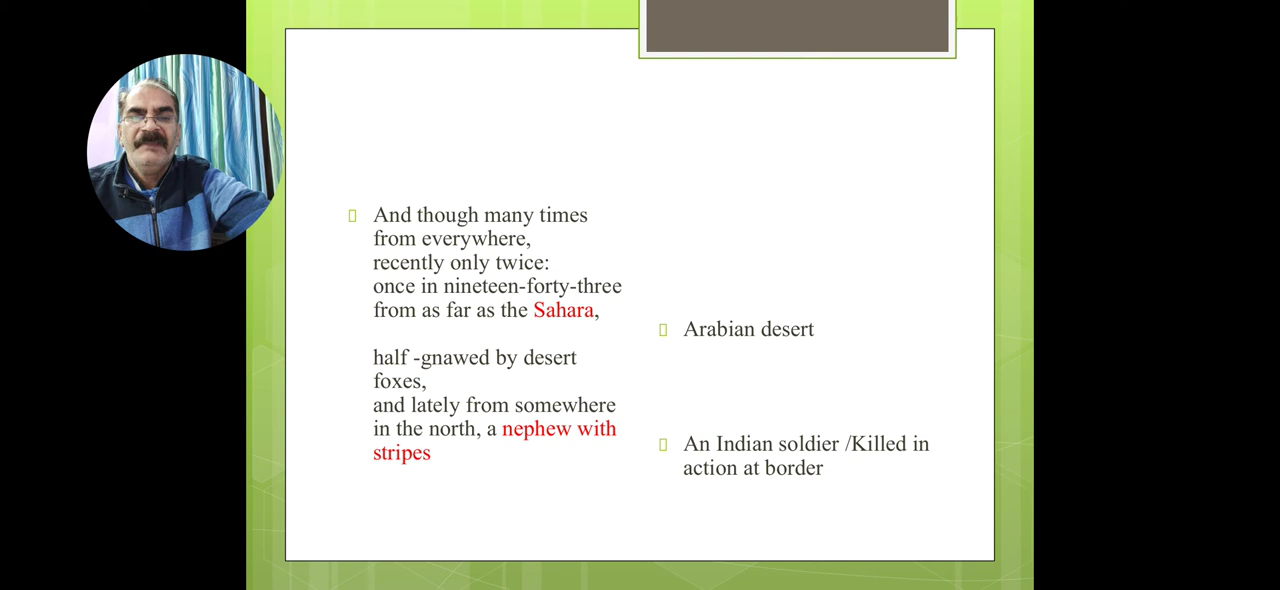 And though many times
from everywhere,
recently only twice:
once in nineteen-forty-three
from as far as the Sahara,
half -gnawed by desert
foxes,
and lately from somewhere
in the north, a nephew with
stripes
Arabian desert
An Indian soldier /Killed in
action at border